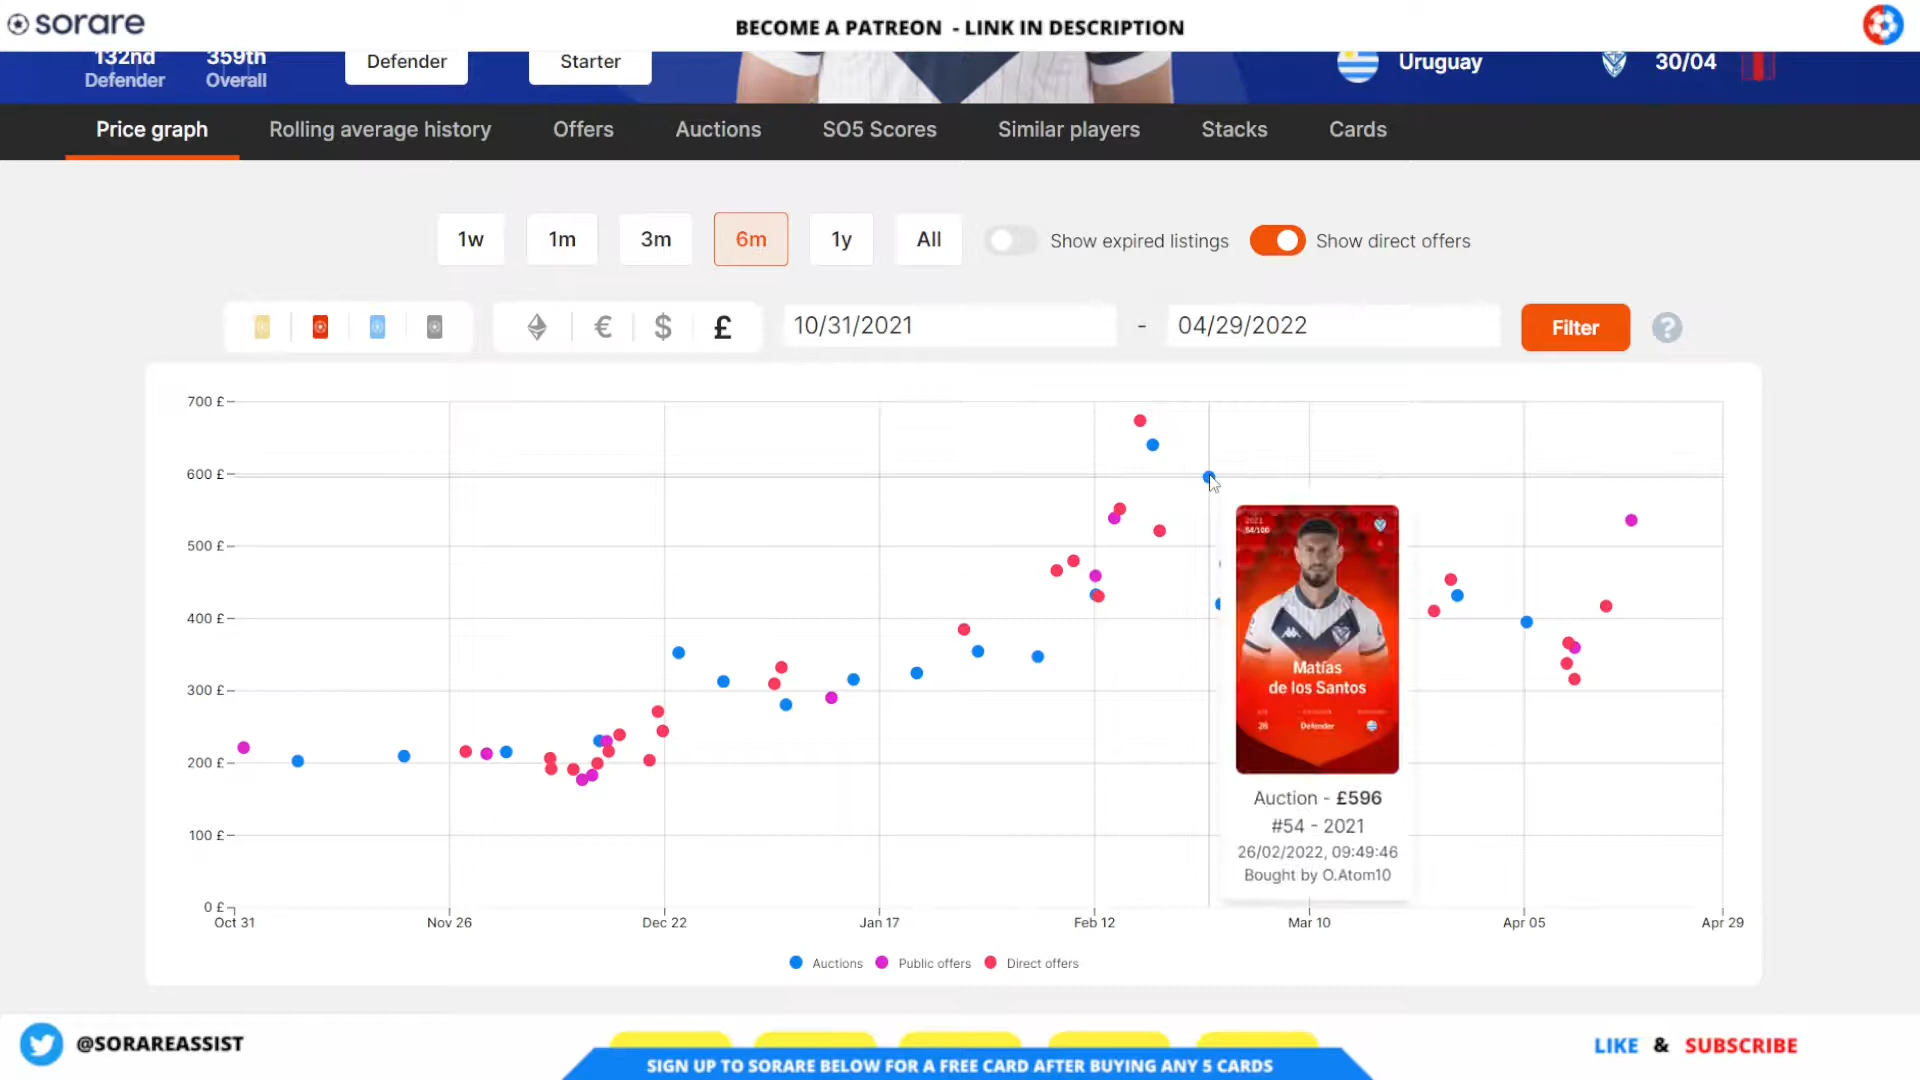 sorare
BECOME A PATREON - LINK IN DESCRIPTION
132nd
Defender
359th
Overall
Defender
Starter
Uruguay
30/04
Price graph
Rolling average history
Offers
Auctions
SO5 Scores
Similar players
Stacks
Cards
1w
1m
3m
6m
1y
All
Show expired listings
Show direct offers
€
$
£
10/31/2021
-
04/29/2022
Filter
?
700 £
600 £
500 £
400 £
300 £
200 £
100 £
0 £
Oct 31
Nov 26
Dec 22
Jan 17
Feb 12
Mar 10
Apr 05
Apr 29
2021
54/100
Matías
de los Santos
26
Defender
Auction - £596
#54 - 2021
26/02/2022, 09:49:46
Bought by O.Atom10
Auctions
Public offers
Direct offers
@SORAREASSIST
SIGN UP TO SORARE BELOW FOR A FREE CARD AFTER BUYING ANY 5 CARDS
LIKE & SUBSCRIBE